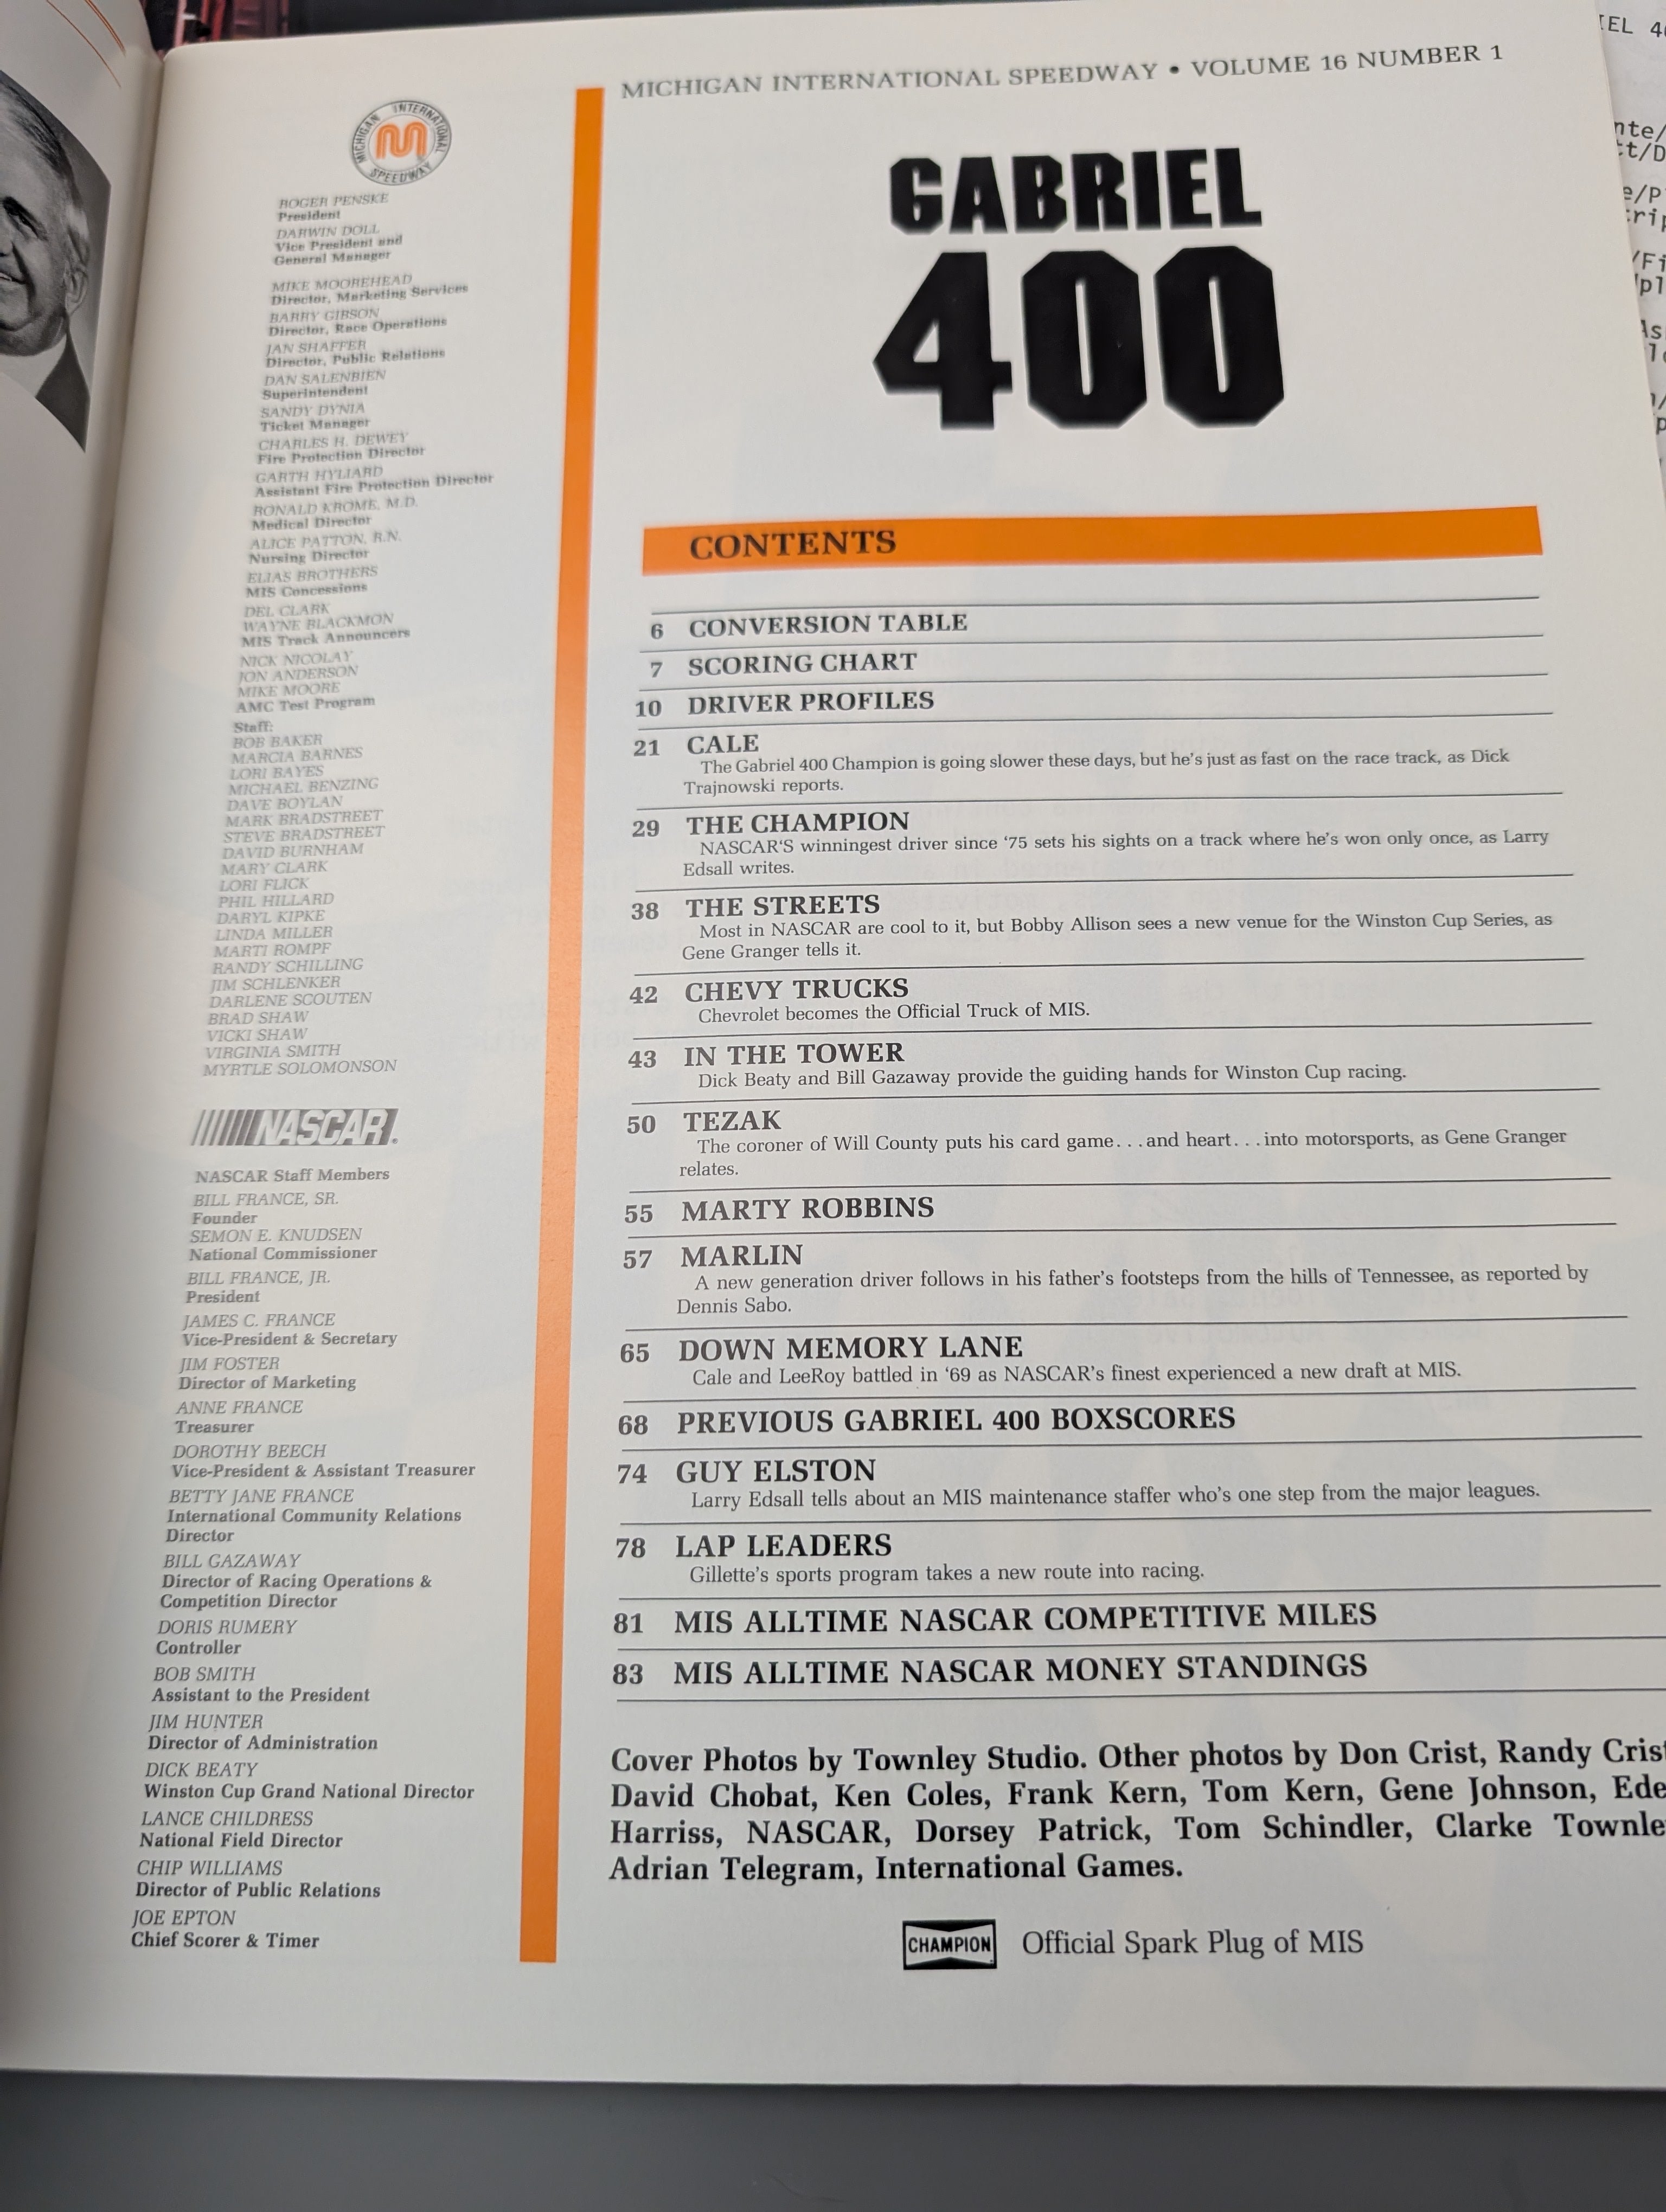 MICHIGAN INTERNATIONAL SPEEDWAY
M
ROGER PENSKE
President
DARWIN DOLL
Vice President and
General Manager
MIKE MOOREHEAD
Director, Marketing Services
BARRY GIBSON
Director, Race Operations
JAN SHAFFER
Director, Public Relations
DAN SALENBIEN
Superintendent
SANDY DYNIA
Ticket Manager
CHARLES H. DEWEY
Fire Protection Director
GARTH HYLIARD
Assistant Fire Protection Director
RONALD KROME, M.D.
Medical Director
ALICE PATTON, R.N.
Nursing Director
ELIAS BROTHERS
MIS Concessions
DEL CLARK
WAYNE BLACKMON
MIS Track Announcers
NICK NICOLAY
JON ANDERSON
MIKE MOORE
AMC Test Program
Staff:
BOB BAKER
MARCIA BARNES
LORI BAYES
MICHAEL BENZING
DAVE BOYLAN
MARK BRADSTREET
STEVE BRADSTREET
DAVID BURNHAM
MARY CLARK
LORI FLICK
PHIL HILLARD
DARYL KIPKE
LINDA MILLER
MARTI ROMPF
RANDY SCHILLING
JIM SCHLENKER
DARLENE SCOUTEN
BRAD SHAW
VICKI SHAW
VIRGINIA SMITH
MYRTLE SOLOMONSON
NASCAR
NASCAR Staff Members
BILL FRANCE, SR.
Founder
SEMON E. KNUDSEN
National Commissioner
BILL FRANCE, JR.
President
JAMES C. FRANCE
Vice-President & Secretary
JIM FOSTER
Director of Marketing
ANNE FRANCE
Treasurer
DOROTHY BEECH
Vice-President & Assistant Treasurer
BETTY JANE FRANCE
International Community Relations
Director
BILL GAZAWAY
Director of Racing Operations &
Competition Director
DORIS RUMERY
Controller
BOB SMITH
Assistant to the President
JIM HUNTER
Director of Administration
DICK BEATY
Winston Cup Grand National Director
LANCE CHILDRESS
National Field Director
CHIP WILLIAMS
Director of Public Relations
JOE EPTON
Chief Scorer & Timer
MICHIGAN INTERNATIONAL SPEEDWAY • VOLUME 16 NUMBER 1
GABRIEL
400
CONTENTS
6 CONVERSION TABLE
7 SCORING CHART
10 DRIVER PROFILES
21 CALE
The Gabriel 400 Champion is going slower these days, but he's just as fast on the race track, as Dick
Trajnowski reports.
29 THE CHAMPION
NASCAR'S winningest driver since '75 sets his sights on a track where he's won only once, as Larry
Edsall writes.
38 THE STREETS
Most in NASCAR are cool to it, but Bobby Allison sees a new venue for the Winston Cup Series, as
Gene Granger tells it.
42 CHEVY TRUCKS
Chevrolet becomes the Official Truck of MIS.
43 IN THE TOWER
Dick Beaty and Bill Gazaway provide the guiding hands for Winston Cup racing.
50 TEZAK
The coroner of Will County puts his card game...and heart...into motorsports, as Gene Granger
relates.
55 MARTY ROBBINS
57 MARLIN
A new generation driver follows in his father's footsteps from the hills of Tennessee, as reported by
Dennis Sabo.
65 DOWN MEMORY LANE
Cale and LeeRoy battled in '69 as NASCAR's finest experienced a new draft at MIS.
68 PREVIOUS GABRIEL 400 BOXSCORES
74 GUY ELSTON
Larry Edsall tells about an MIS maintenance staffer who's one step from the major leagues.
78 LAP LEADERS
Gillette's sports program takes a new route into racing.
81 MIS ALLTIME NASCAR COMPETITIVE MILES
83 MIS ALLTIME NASCAR MONEY STANDINGS
Cover Photos by Townley Studio. Other photos by Don Crist, Randy Crist
David Chobat, Ken Coles, Frank Kern, Tom Kern, Gene Johnson, Ede
Harriss, NASCAR, Dorsey Patrick, Tom Schindler, Clarke Townle
Adrian Telegram, International Games.
CHAMPION Official Spark Plug of MIS